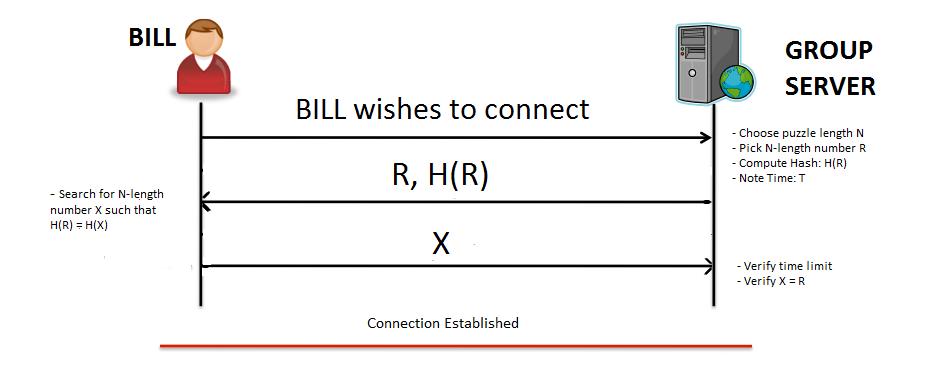 BILL
GROUP
SERVER
BILL wishes to connect
- Choose puzzle length N
- Pick N-length number R
- Compute Hash: H(R)
- Note Time: T
R, H(R)
- Search for N-length
number X such that
H(R) = H(X)
X
- Verify time limit
- Verify X = R
Connection Established